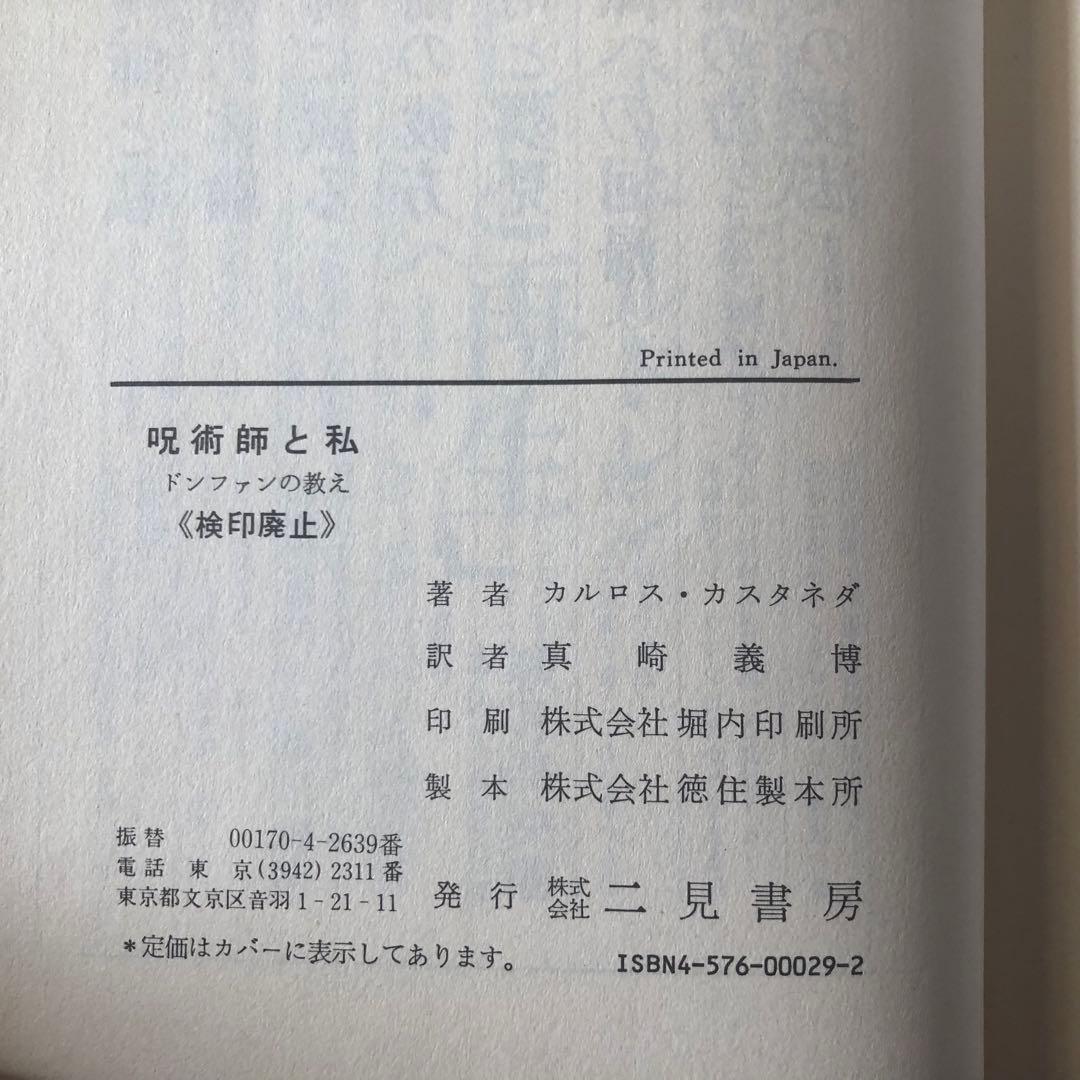 Printed in Japan.
呪術師と私
ドンファンの教え
《検印廃止》
著者 カルロス・カスタネダ
訳者 真崎義博
印刷 株式会社堀内印刷所
製本 株式会社徳住製本所
振替 00170-4-2639番
電話 東京(3942)2311番
東京都文京区音羽1-21-11
発行 株式会社 二見書房
*定価はカバーに表示してあります。
ISBN4-576-00029-2